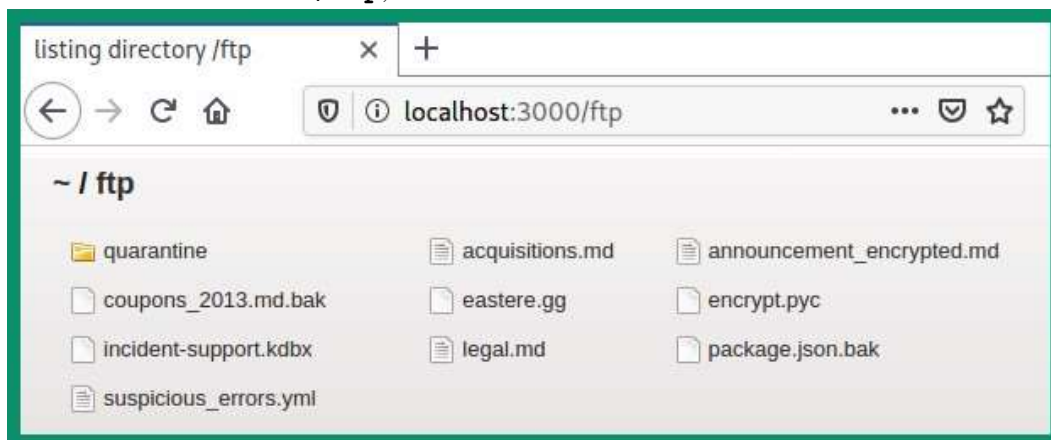 listing directory /ftp
localhost:3000/ftp
~ / ftp
quarantine acquisitions.md announcement_encrypted.md
coupons_2013.md.bak eastere.gg encrypt.pyc
incident-support.kdbx legal.md package.json.bak
suspicious_errors.yml